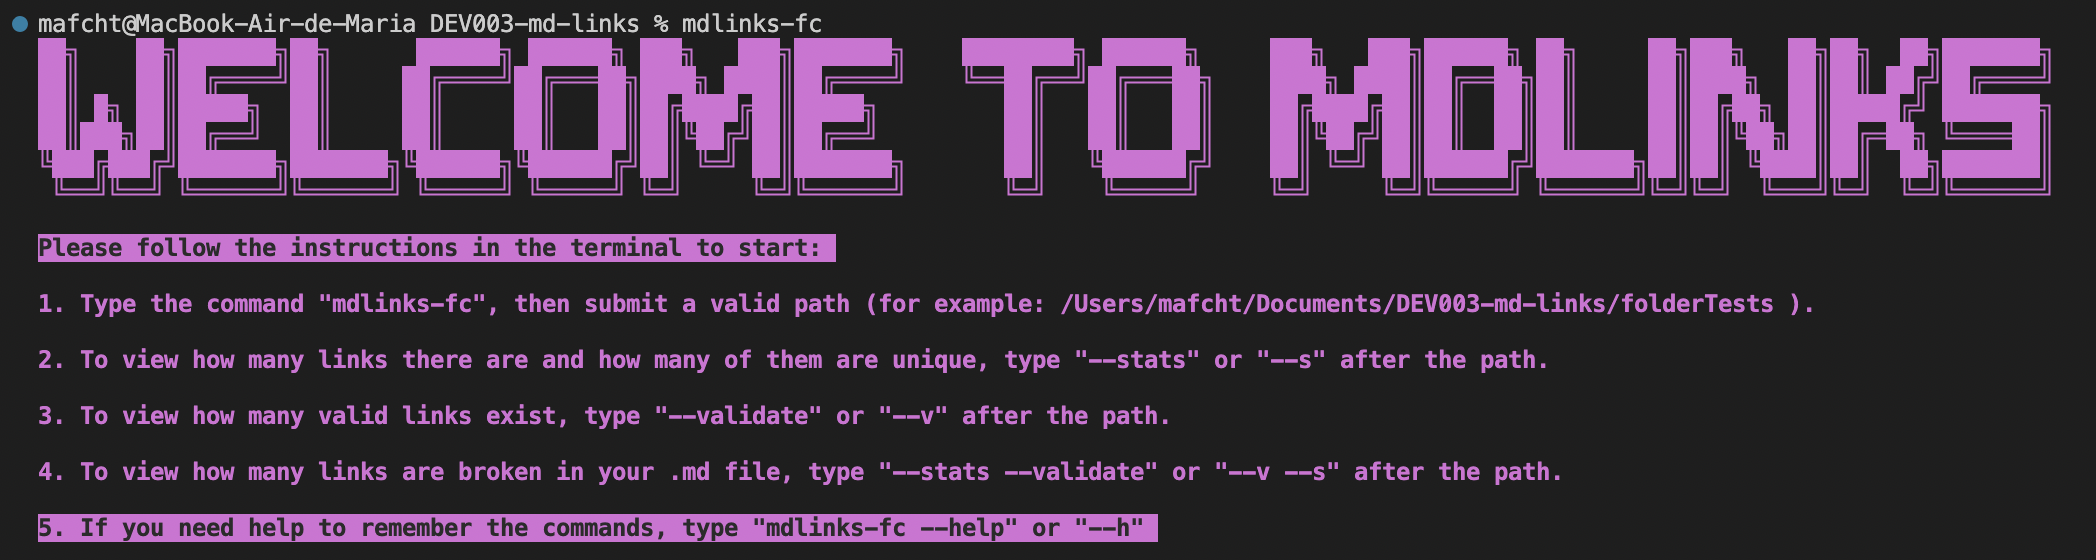 mafcht@MacBook-Air-de-Maria DEV003-md-links % mdlinks-fc
WELCOME TO MDLINKS
Please follow the instructions in the terminal to start:
1. Type the command "mdlinks-fc", then submit a valid path (for example: /Users/mafcht/Documents/DEV003-md-links/folderTests ).
2. To view how many links there are and how many of them are unique, type "--stats" or "--s" after the path.
3. To view how many valid links exist, type "--validate" or "--v" after the path.
4. To view how many links are broken in your .md file, type "--stats --validate" or "--v --s" after the path.
5. If you need help to remember the commands, type "mdlinks-fc --help" or "--h"